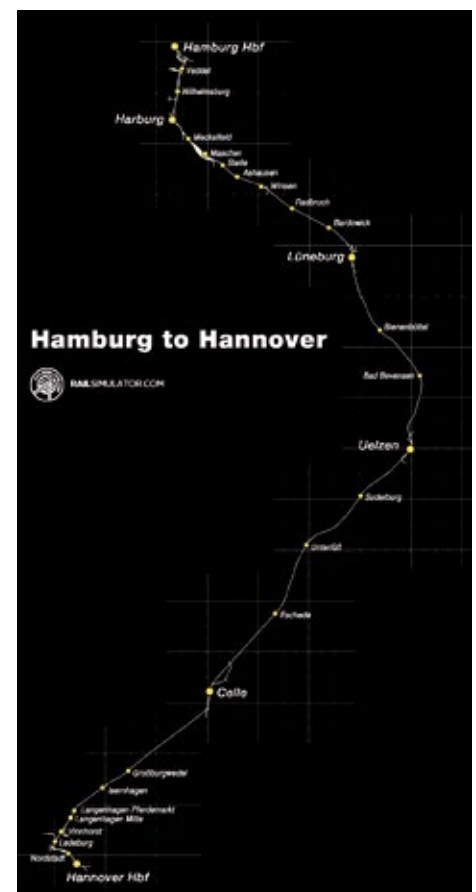 Hamburg Hbf
Veddel
Wilhelmsburg
Harburg
Meckelfeld
Maschen
Stelle
Ashausen
Winsen
Radbruch
Bardowick
Lüneburg
Bienenbüttel
Hamburg to Hannover
RAILSIMULATOR.COM
Bad Bevensen
Uelzen
Suderburg
Unterlüß
Eschede
Celle
Großburgwedel
Isernhagen
Langenhagen Pferdemarkt
Langenhagen Mitte
Vinnhorst
Ledeburg
Nordstadt
Hannover Hbf